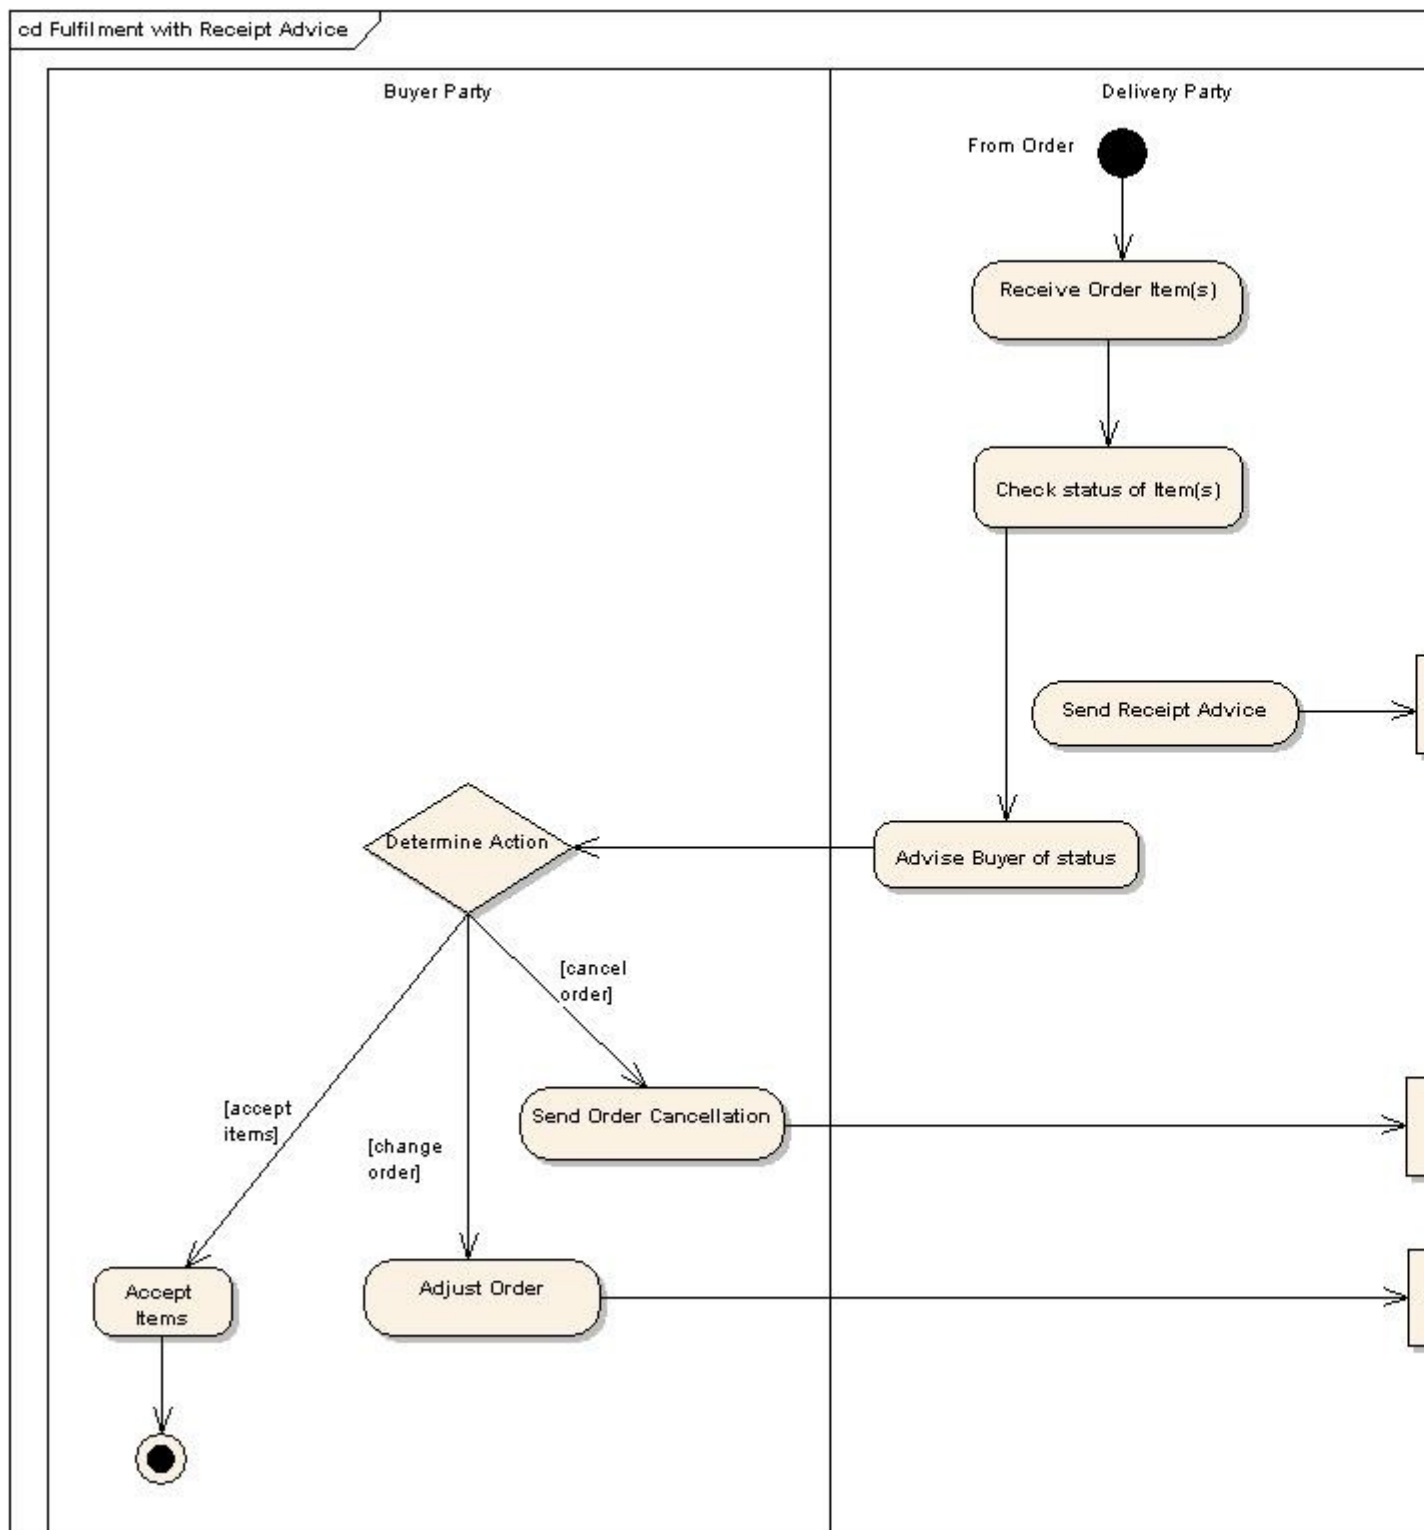 cd Fulfilment with Receipt Advice
Buyer Party
Delivery Party
From Order
Receive Order Item(s)
Check status of Item(s)
Send Receipt Advice
Determine Action
Advise Buyer of status
[cancel
order]
[accept
items]
[change
order]
Send Order Cancellation
Accept
Items
Adjust Order